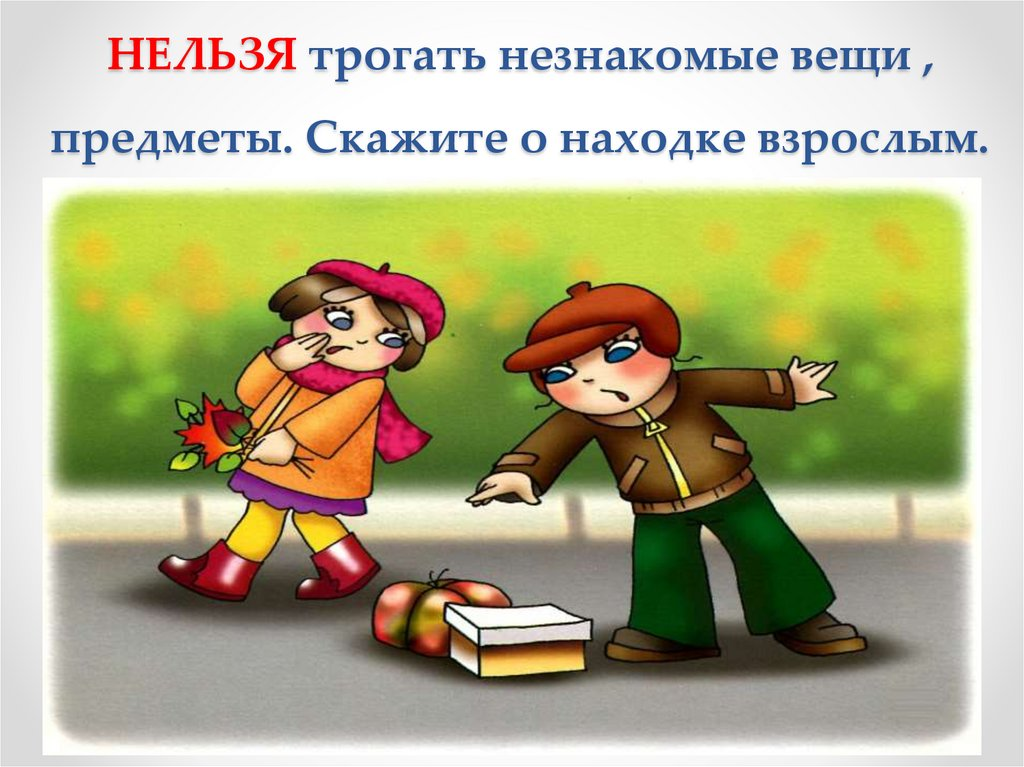 НЕЛЬЗЯ трогать незнакомые вещи ,
предметы. Скажите о находке взрослым.